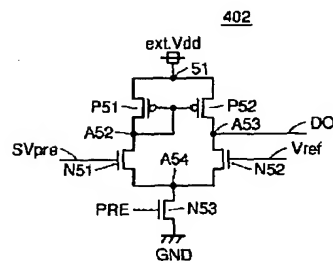 402
ext.Vdd
51
P51
P52
A52
A53
DO
SVpre
A54
Vref
N51
N52
PRE
N53
GND